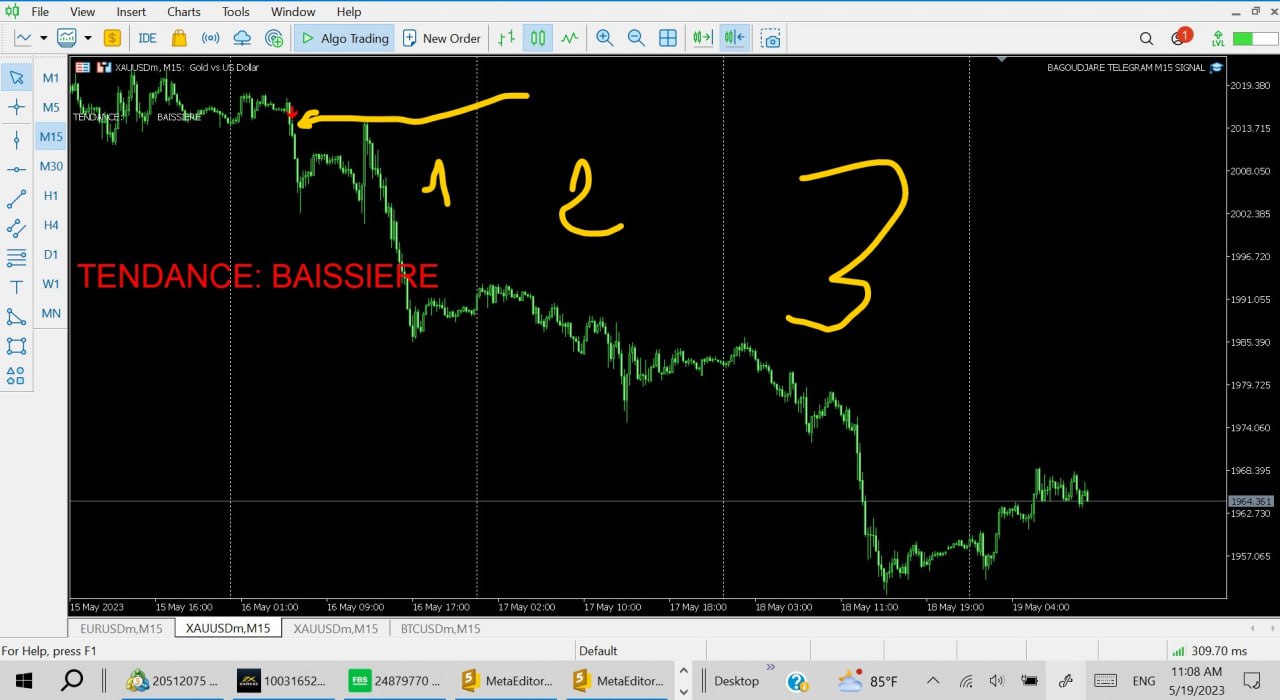 File View Insert Charts Tools Window Help
IDE Algo Trading New Order 1 LVL
M1
M5
M15
M30
H1
H4
D1
W1
MN
XAUUSDm, M15: Gold vs US Dollar
BAGOUDJARE TELEGRAM M15 SIGNAL
TENDANCE: BAISSIERE
1 2 3
TENDANCE: BAISSIERE
2019.380
2013.715
2008.050
2002.385
1996.720
1991.055
1985.390
1979.725
1974.060
1968.395
1964.361
1962.730
1957.065
15 May 2023 15 May 16:00 16 May 01:00 16 May 09:00 16 May 17:00 17 May 02:00 17 May 10:00 17 May 18:00 18 May 03:00 18 May 11:00 18 May 19:00 19 May 04:00
EURUSDm,M15 XAUUSDm,M15 XAUUSDm,M15 BTCUSDm,M15
For Help, press F1 Default 309.70 ms
20512075 ... 10031652... FBS 24879770 ... MetaEditor... MetaEditor... Desktop 85°F ENG 11:08 AM
5/19/2023